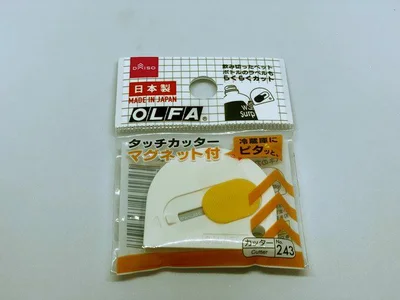 DAISO
飲み切ったペット
ボトルのラベルも
らくらくカット
日本製
MADE IN JAPAN
OLFA
タッチカッター
マグネット付
冷蔵庫に
ピタッと。
カッター
Cutter
No.
243